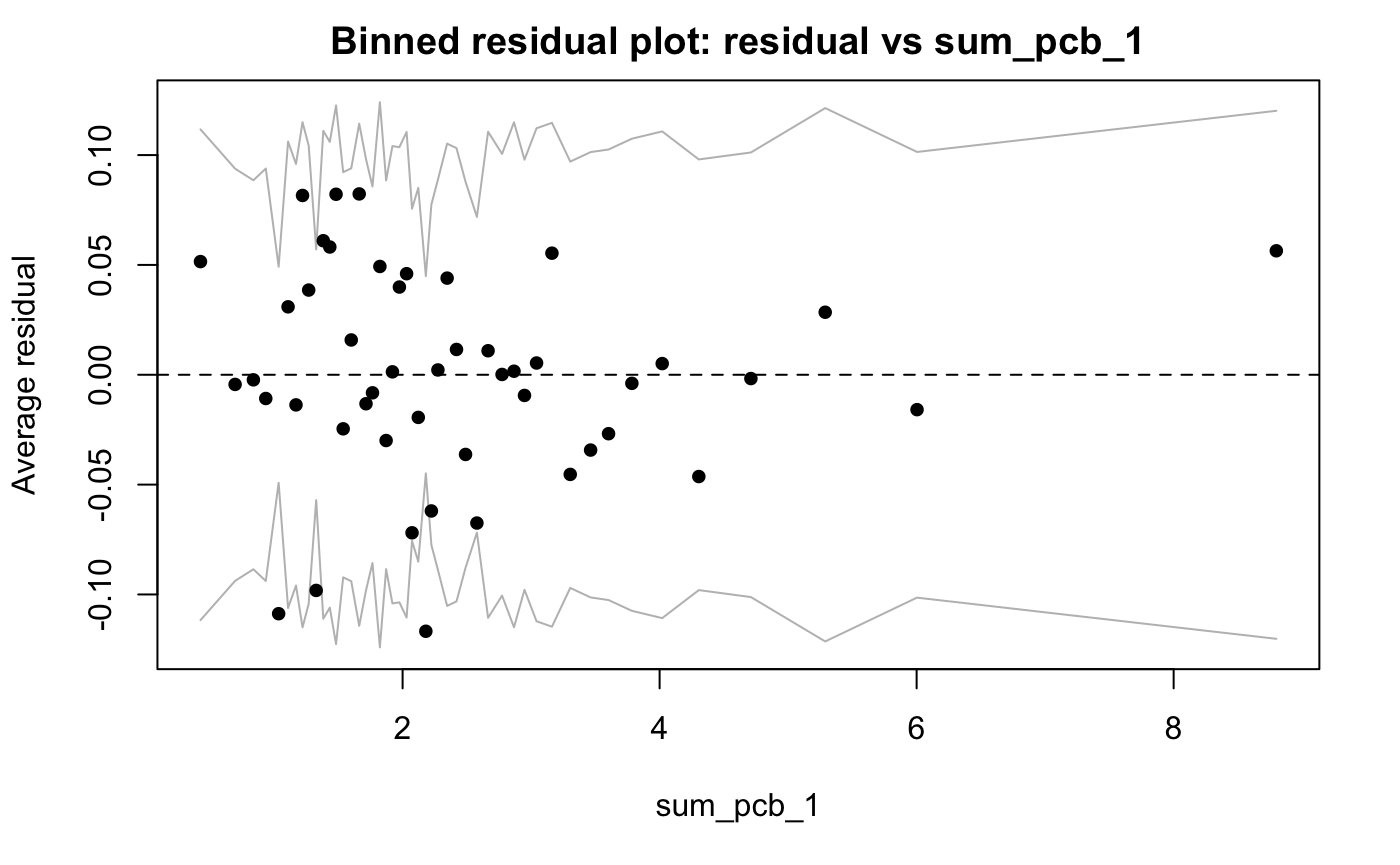 Binned residual plot: residual vs sum_pcb_1
Average residual
0.10
0.05
0.00
-0.05
-0.10
2 4 6 8
sum_pcb_1